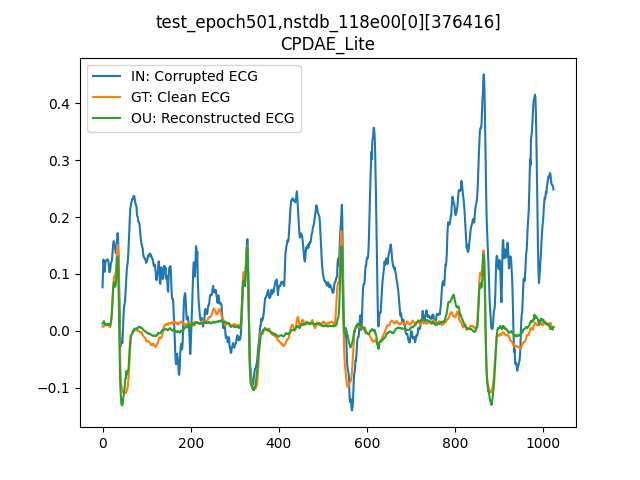 test_epoch501,nstdb_118e00[0][376416]
CPDAE_Lite
IN: Corrupted ECG
GT: Clean ECG
OU: Reconstructed ECG
0.4
0.3
0.2
0.1
0.0
−0.1
0 200 400 600 800 1000